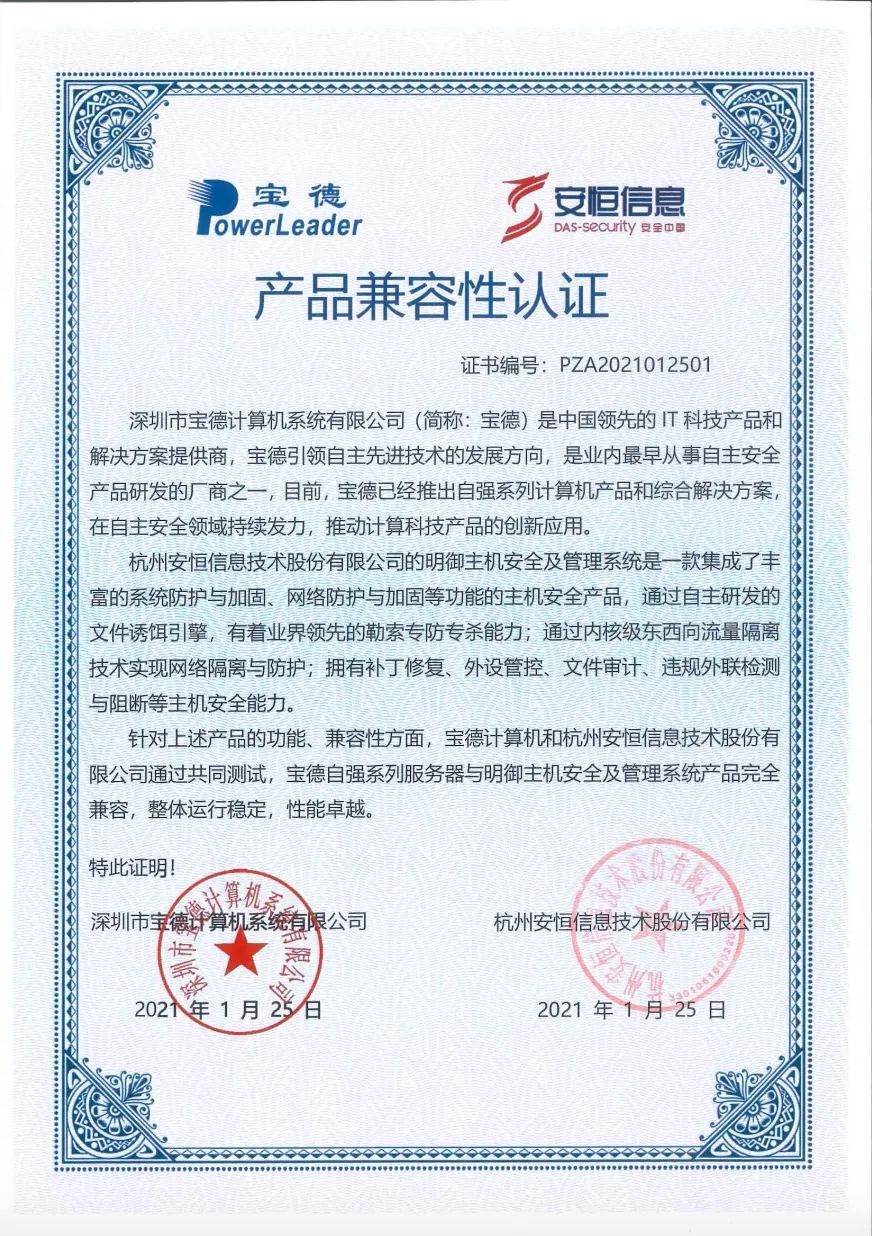 宝德
PowerLeader
安恒信息
DAS-security 安全中国
产品兼容性认证
证书编号：PZA2021012501
深圳市宝德计算机系统有限公司（简称：宝德）是中国领先的 IT 科技产品和
解决方案提供商，宝德引领自主先进技术的发展方向，是业内最早从事自主安全
产品研发的厂商之一，目前，宝德已经推出自强系列计算机产品和综合解决方案，
在自主安全领域持续发力，推动计算科技产品的创新应用。
杭州安恒信息技术股份有限公司的明御主机安全及管理系统是一款集成了丰
富的系统防护与加固、网络防护与加固等功能的主机安全产品，通过自主研发的
文件诱饵引擎，有着业界领先的勒索专防专杀能力；通过内核级东西向流量隔离
技术实现网络隔离与防护；拥有补丁修复、外设管控、文件审计、违规外联检测
与阻断等主机安全能力。
针对上述产品的功能、兼容性方面，宝德计算机和杭州安恒信息技术股份有
限公司通过共同测试，宝德自强系列服务器与明御主机安全及管理系统产品完全
兼容，整体运行稳定，性能卓越。
特此证明！
深圳市宝德计算机系统有限公司
杭州安恒信息技术股份有限公司
深圳市宝德计算机系统有限公司
杭州安恒信息技术股份有限公司
2021 年 1 月 25 日
2021 年 1 月 25 日